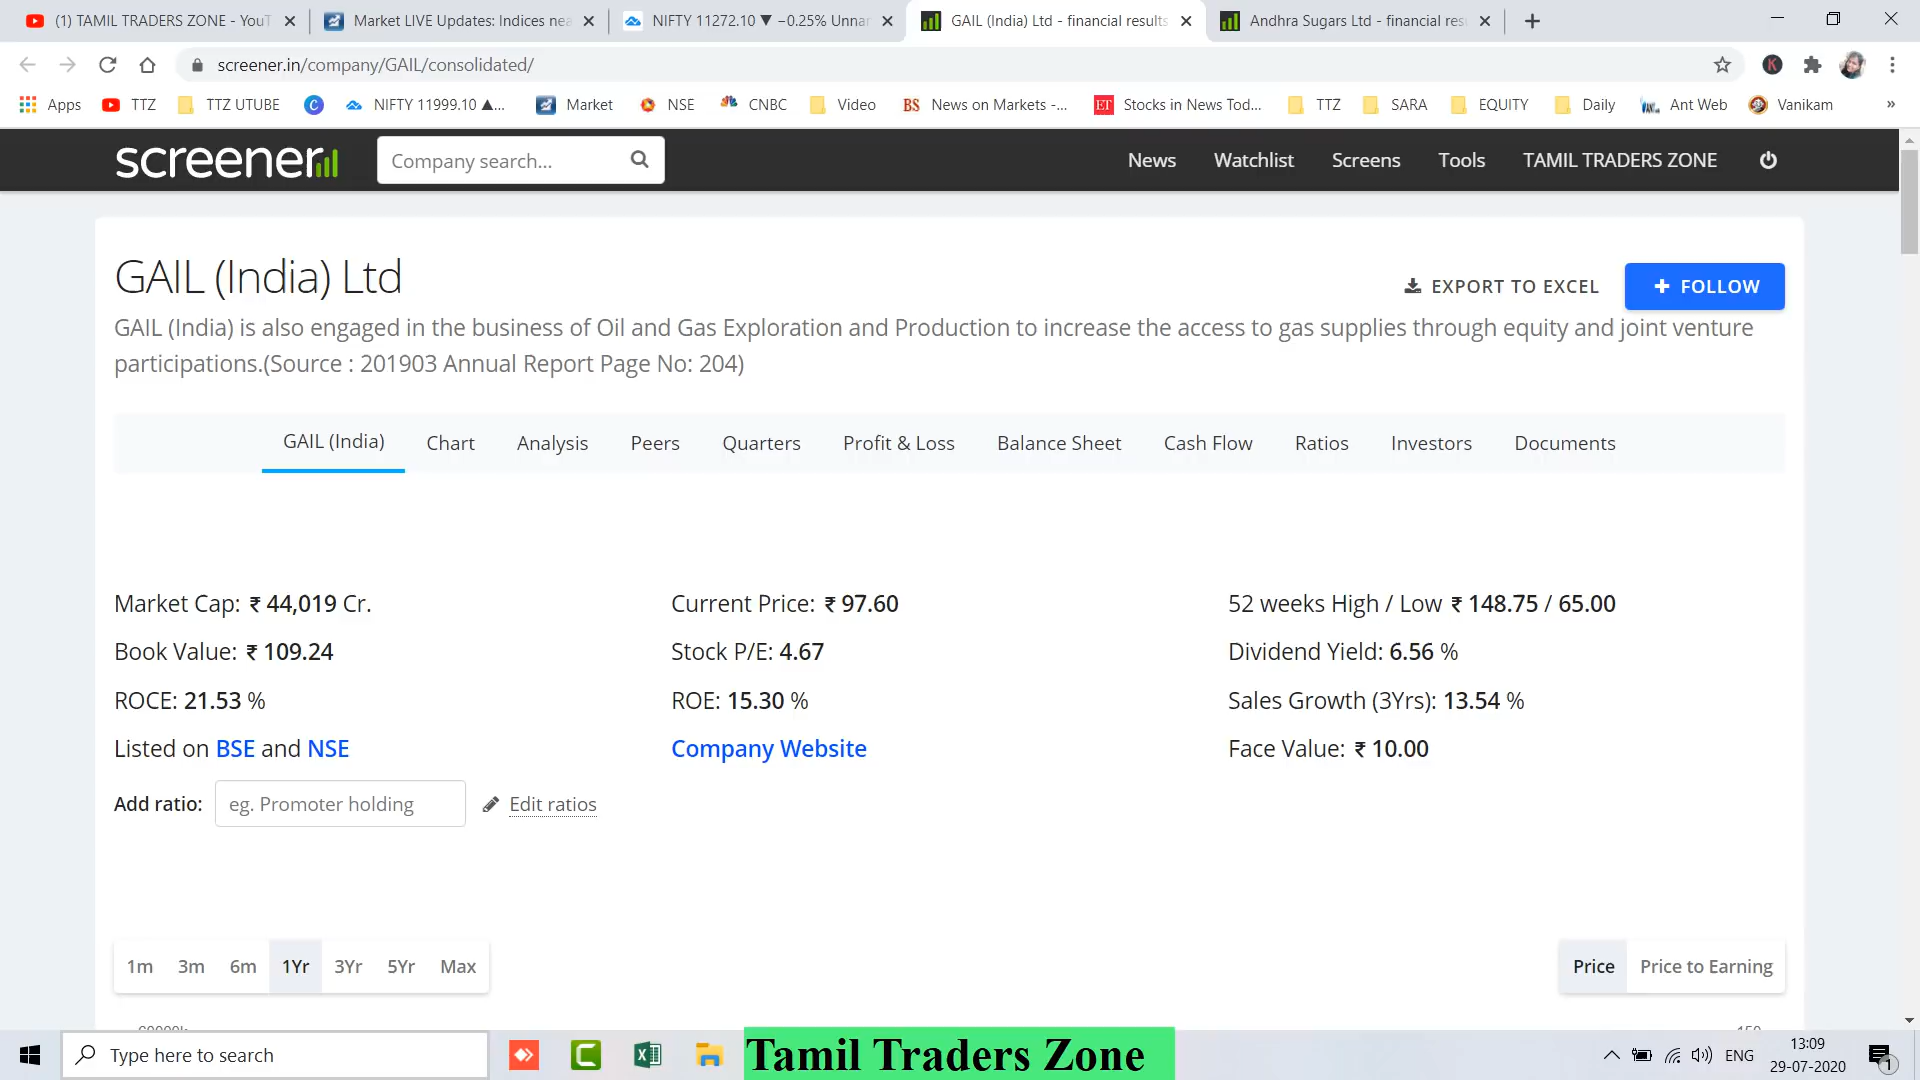 (1) TAMIL TRADERS ZONE - YouT
Market LIVE Updates: Indices nea
NIFTY 11272.10 ▼ −0.25% Unnar
GAIL (India) Ltd - financial results
Andhra Sugars Ltd - financial res
screener.in/company/GAIL/consolidated/
Apps TTZ TTZ UTUBE NIFTY 11999.10 ▲... Market NSE CNBC Video BS News on Markets -... ET Stocks in News Tod... TTZ SARA EQUITY Daily Ant Web Vanikam »
screener Company search... News Watchlist Screens Tools TAMIL TRADERS ZONE
GAIL (India) Ltd
EXPORT TO EXCEL + FOLLOW
GAIL (India) is also engaged in the business of Oil and Gas Exploration and Production to increase the access to gas supplies through equity and joint venture
participations.(Source : 201903 Annual Report Page No: 204)
GAIL (India) Chart Analysis Peers Quarters Profit & Loss Balance Sheet Cash Flow Ratios Investors Documents
Market Cap: ₹ 44,019 Cr. Current Price: ₹ 97.60 52 weeks High / Low ₹ 148.75 / 65.00
Book Value: ₹ 109.24 Stock P/E: 4.67 Dividend Yield: 6.56 %
ROCE: 21.53 % ROE: 15.30 % Sales Growth (3Yrs): 13.54 %
Listed on BSE and NSE Company Website Face Value: ₹ 10.00
Add ratio: eg. Promoter holding Edit ratios
1m 3m 6m 1Yr 3Yr 5Yr Max Price Price to Earning
Type here to search
Tamil Traders Zone
ENG
13:09
29-07-2020
1